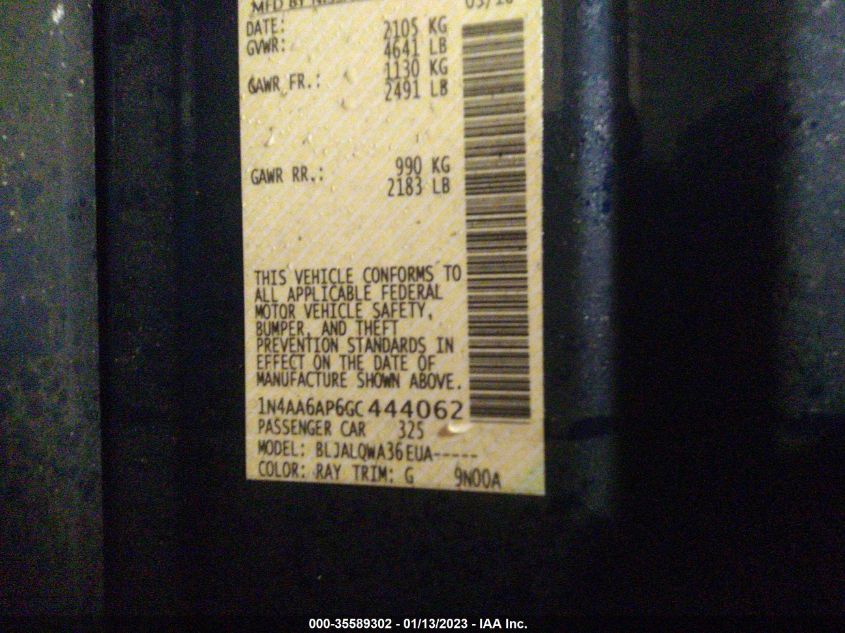 MFD BY
DATE:
2105 KG
GVWR:
4641 LB
1130 KG
GAWR FR.:
2491 LB
990 KG
GAWR RR.:
2183 LB
THIS VEHICLE CONFORMS TO
ALL APPLICABLE FEDERAL
MOTOR VEHICLE SAFETY,
BUMPER, AND THEFT
PREVENTION STANDARDS IN
EFFECT ON THE DATE OF
MANUFACTURE SHOWN ABOVE.
1N4AA6AP6GC444062
PASSENGER CAR 325
MODEL: BLJALQWA36EUA-----
COLOR: RAY TRIM: G 9N00A
000-35589302 - 01/13/2023 - IAA Inc.